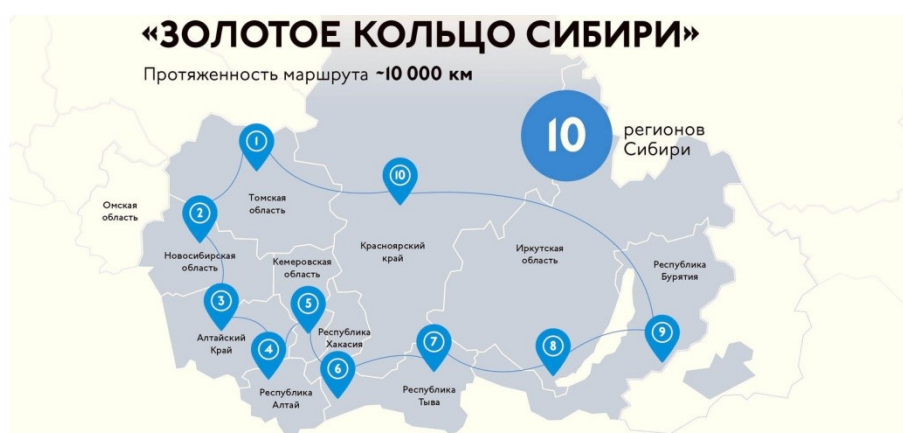 «ЗОЛОТОЕ КОЛЬЦО СИБИРИ»
Протяженность маршрута ~10 000 км
10
регионов
Сибири
1
10
Омская
область
2
Томская
область
Новосибирская
область
Кемеровская
область
Красноярский
край
Иркутская
область
Республика
Бурятия
3
5
Алтайский
Край
4
Республика
Хакасия
6
7
8
9
Республика
Алтай
Республика
Тыва